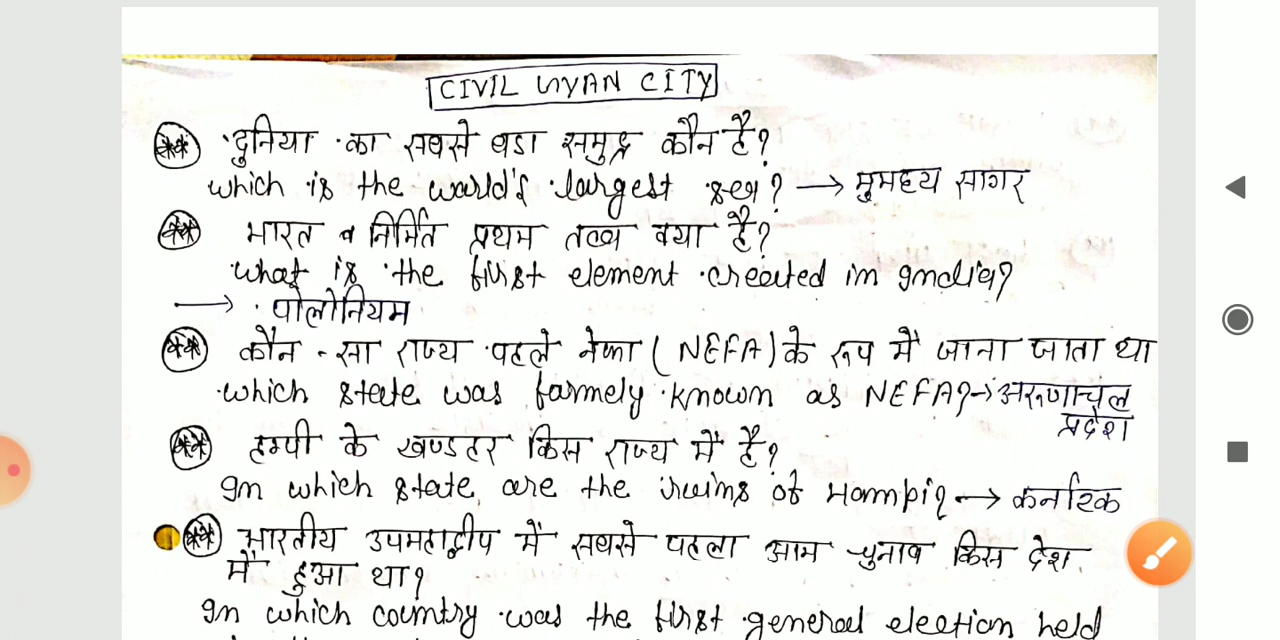 CIVIL GYAN CITY
दुनिया का सबसे बडा समुद्र कौन है?
which is the world's largest sea? → भुमध्य सागर
भारत व निर्मित प्रथम तत्व क्या है?
what is the first element created in India?
→ पोलोनियम
कौन-सा राज्य पहले नेफा (NEFA) के रूप में जाना जाता था
which state was farmely known as NEFA? → अरूणाचल
प्रदेश
हम्पी के खण्डहर किस राज्य में है?
In which state are the ruins of Hampi? → कर्नाटिक
भारतीय उपमहाद्वीप में सबसे पहला आम चुनाव किस देश
में हुआ था?
In which country was the first general election held